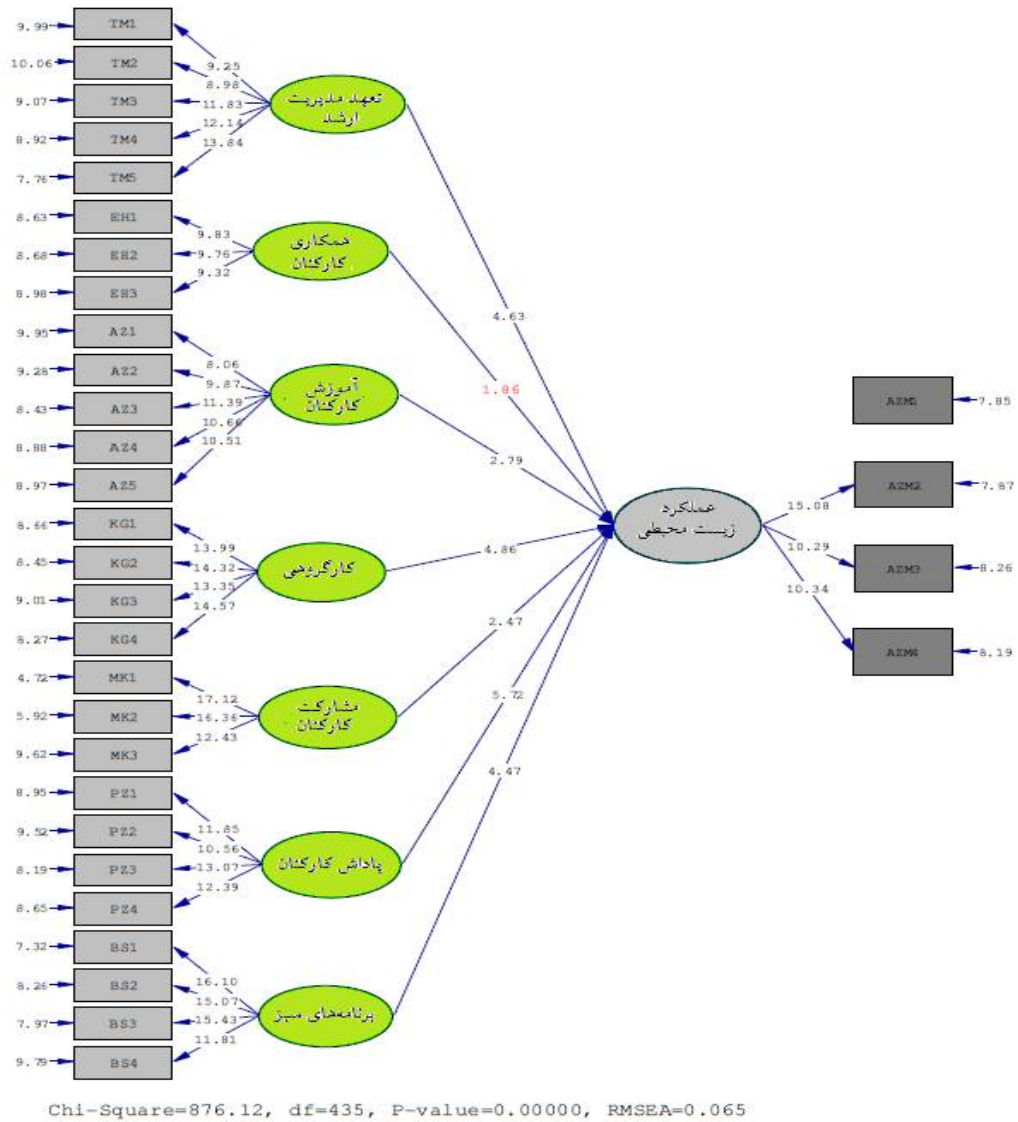 9.99 TM1
10.06 TM2
9.07 TM3
8.92 TM4
7.76 TM5
9.25
8.98
11.83
12.14
13.84
تعهد مدیریت
ارشد
4.63
8.63 EH1
8.68 EH2
8.98 EH3
9.83
9.76
9.32
همکاری
کارکنان
1.86
9.95 AZ1
9.28 AZ2
8.43 AZ3
8.88 AZ4
8.97 AZ5
8.06
9.87
11.39
10.66
10.51
آموزش
کارکنان
2.79
8.66 KG1
8.45 KG2
9.01 KG3
8.27 KG4
13.99
14.32
13.35
14.57
کارگروهی
4.86
4.72 MK1
5.92 MK2
9.62 MK3
17.12
16.36
12.43
مشارکت
کارکنان
2.47
8.95 PZ1
9.52 PZ2
8.19 PZ3
8.65 PZ4
11.85
10.56
13.07
12.39
پاداش کارکنان
5.72
7.32 BS1
8.26 BS2
7.97 BS3
9.79 BS4
16.10
15.07
15.43
11.81
برنامه‌های سبز
4.47
عملکرد
زیست محیطی
15.08
10.29
10.34
AZM1 7.85
AZM2 7.87
AZM3 8.26
AZM4 8.19
Chi-Square=876.12, df=435, P-value=0.00000, RMSEA=0.065